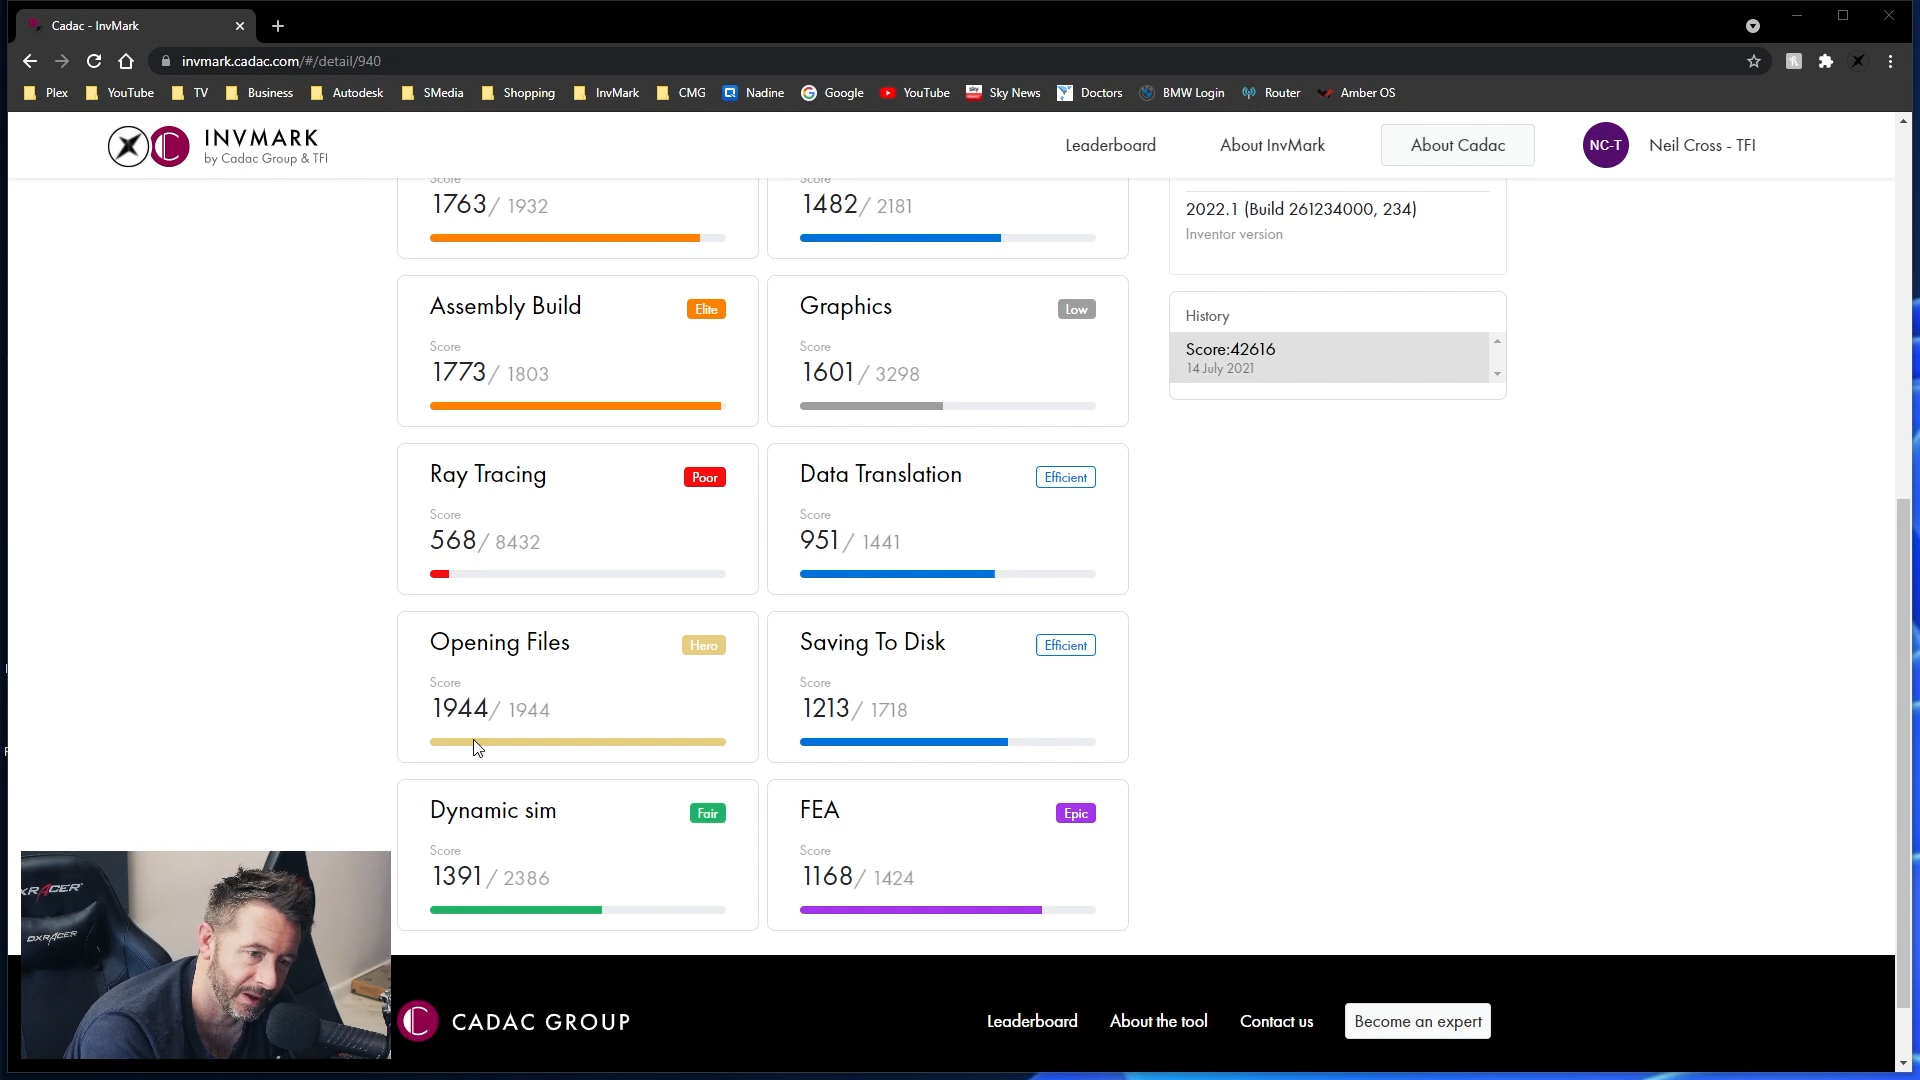 Cadac - InvMark
invmark.cadac.com/#/detail/940
Plex YouTube TV Business Autodesk SMedia Shopping InvMark CMG Nadine Google YouTube Sky News Doctors BMW Login Router Amber OS
INVMARK
by Cadac Group & TFI
Leaderboard
About InvMark
About Cadac
NC-T
Neil Cross - TFI
Score
1763/ 1932
Score
1482/ 2181
2022.1 (Build 261234000, 234)
Inventor version
Assembly Build
Elite
Score
1773/ 1803
Graphics
Low
Score
1601/ 3298
History
Score:42616
14 July 2021
Ray Tracing
Poor
Score
568/ 8432
Data Translation
Efficient
Score
951/ 1441
Opening Files
Hero
Score
1944/ 1944
Saving To Disk
Efficient
Score
1213/ 1718
Dynamic sim
Fair
Score
1391/ 2386
FEA
Epic
Score
1168/ 1424
DXRACER
CADAC GROUP
Leaderboard
About the tool
Contact us
Become an expert